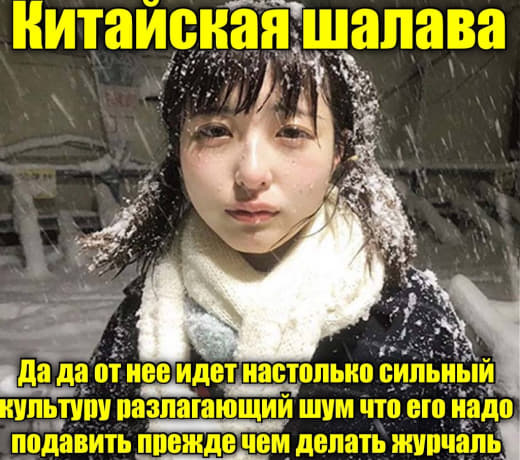 Китайская шалава
Да да от нее идет настолько сильный
культуру разлагающий шум что его надо
подавить прежде чем делать журчаль